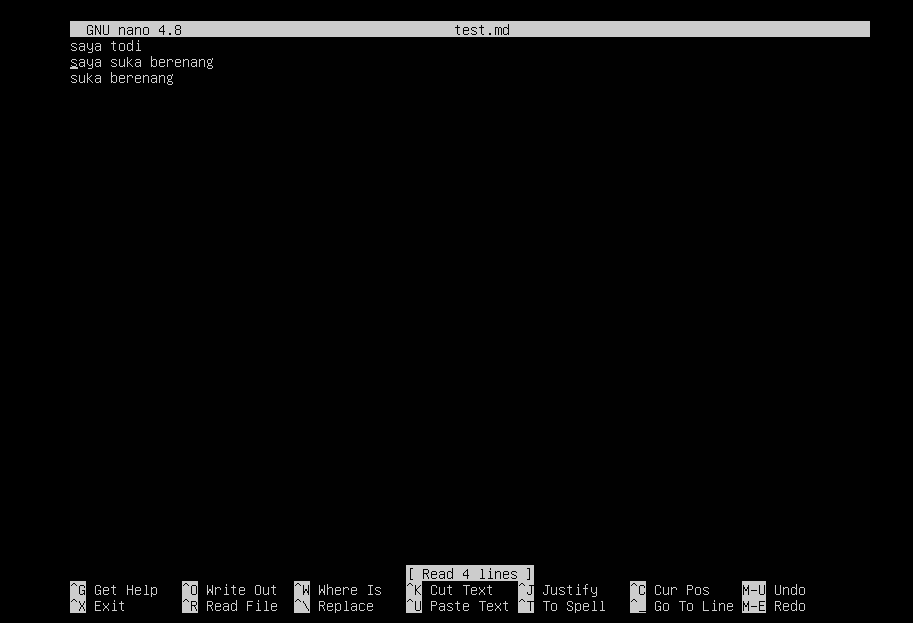 GNU nano 4.8 test.md
saya todi
saya suka berenang
suka berenang
[ Read 4 lines ]
^G Get Help ^O Write Out ^W Where Is ^K Cut Text ^J Justify ^C Cur Pos M-U Undo
^X Exit ^R Read File ^\ Replace ^U Paste Text ^T To Spell ^_ Go To Line M-E Redo